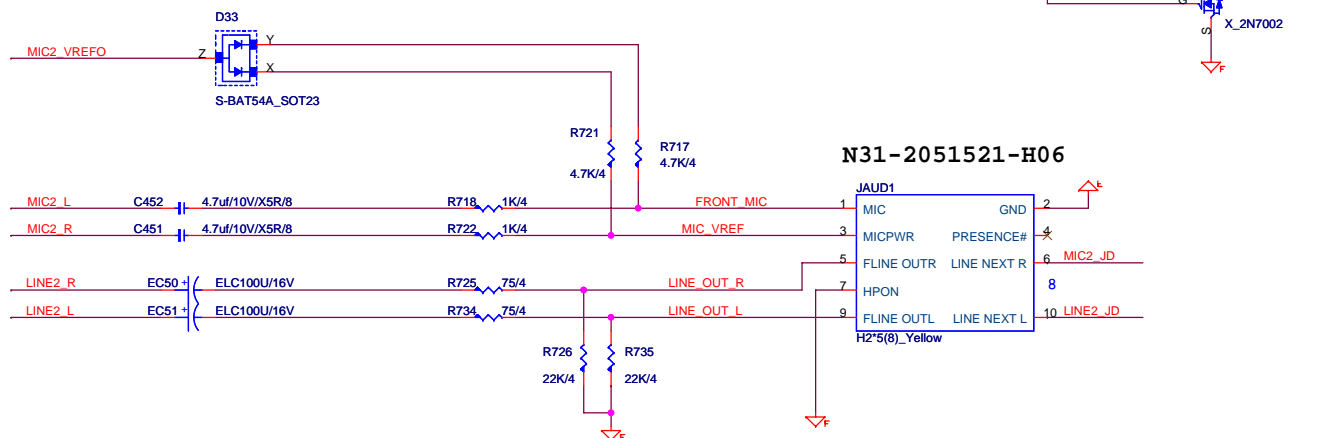 D33
G
X_2N7002
S
F
MIC2_VREFO
Z
Y
X
S-BAT54A_SOT23
R721
4.7K/4
R717
4.7K/4
N31-2051521-H06
JAUD1
MIC2_L
C452
4.7uf/10V/X5R/8
R718
1K/4
FRONT_MIC
1
MIC
GND
2
F
MIC2_R
C451
4.7uf/10V/X5R/8
R722
1K/4
MIC_VREF
3
MICPWR
PRESENCE#
4
5
FLINE OUTR
LINE NEXT R
6
MIC2_JD
LINE2_R
EC50
+
ELC100U/16V
R725
75/4
LINE_OUT_R
7
HPON
8
LINE2_L
EC51
+
ELC100U/16V
R734
75/4
LINE_OUT_L
9
FLINE OUTL
LINE NEXT L
10
LINE2_JD
H2*5(8)_Yellow
R726
22K/4
R735
22K/4
F
F